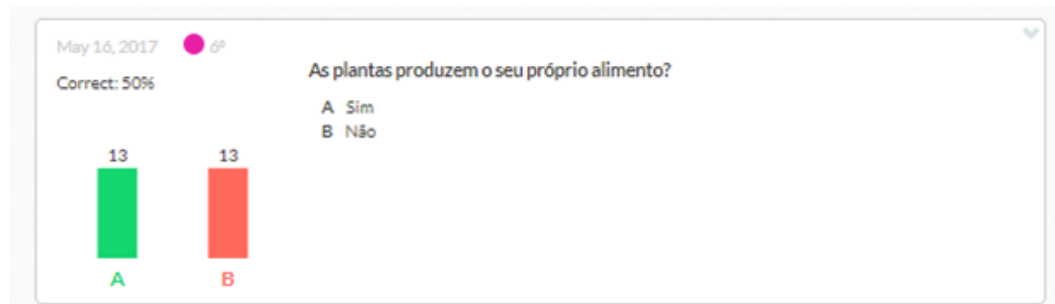 May 16, 2017 6º
Correct: 50%
As plantas produzem o seu próprio alimento?
A Sim
B Não
13 13
A B